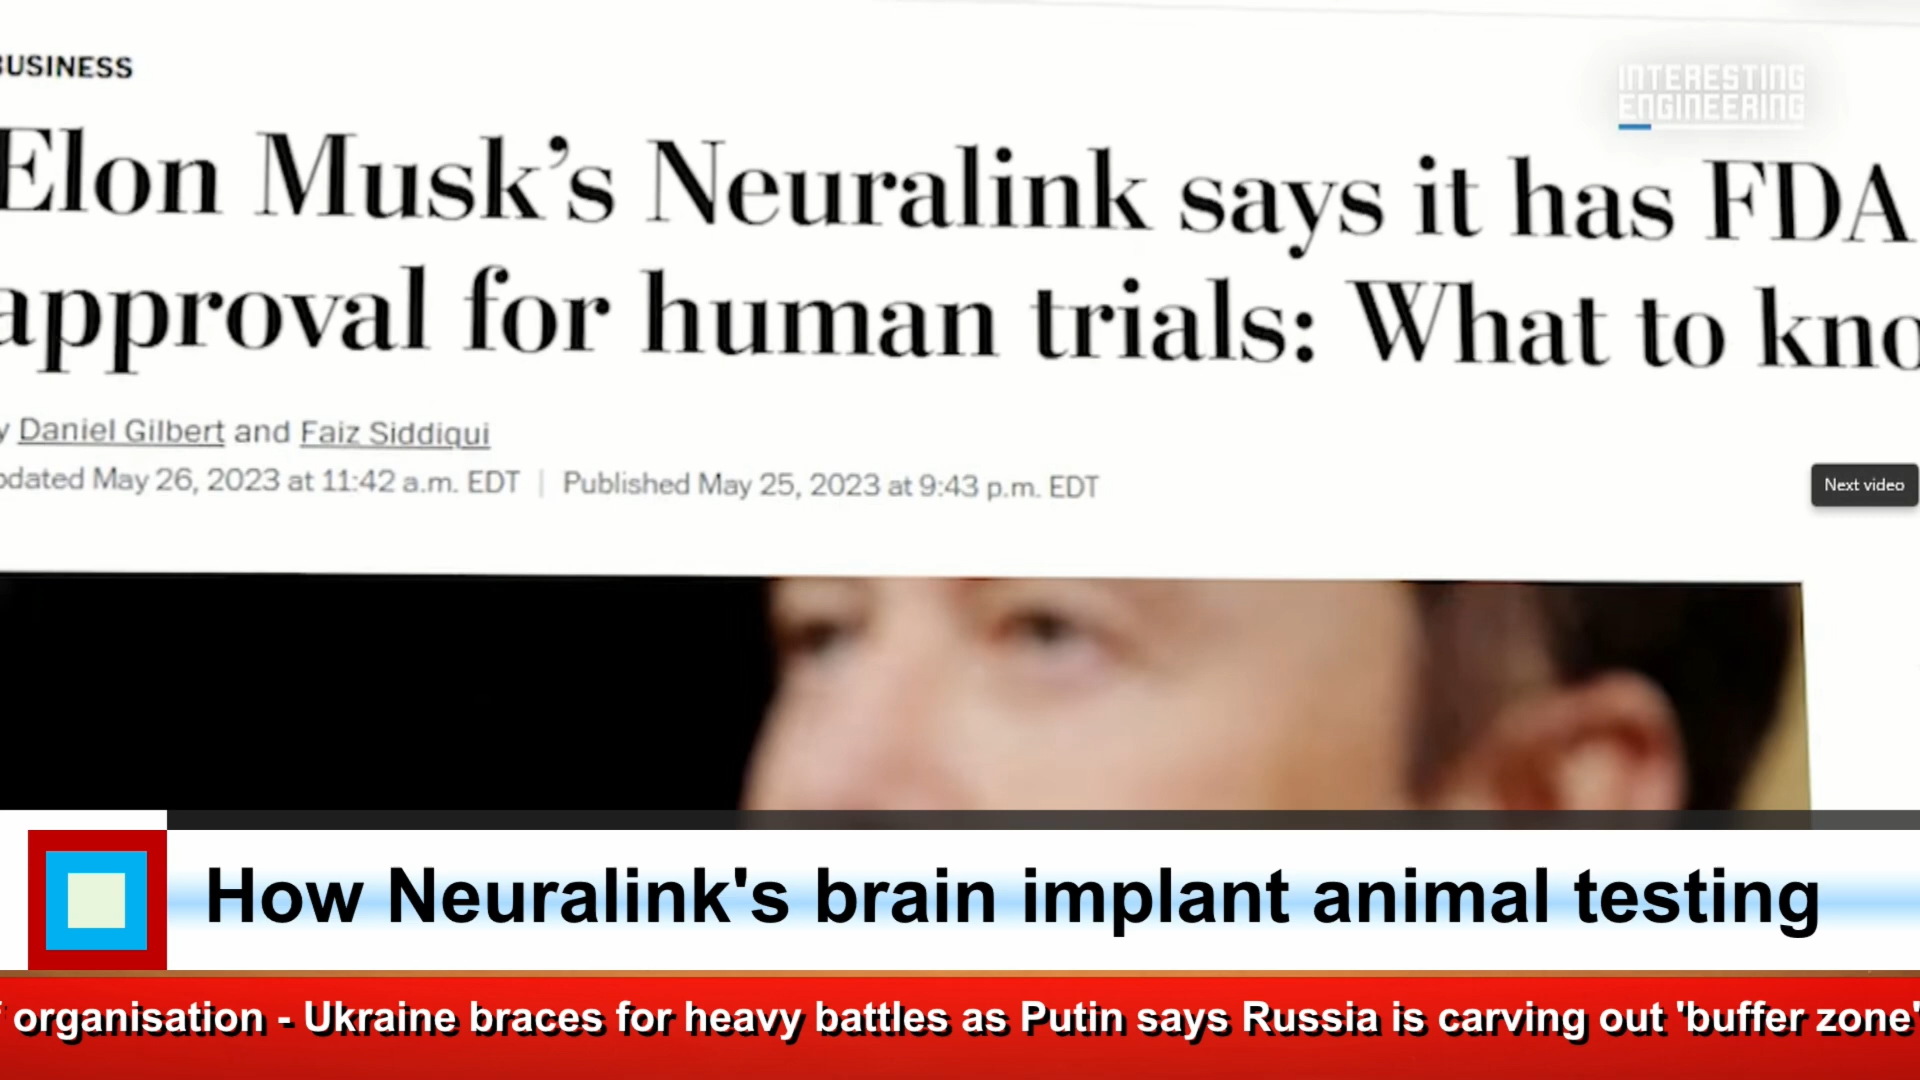 BUSINESS
INTERESTING
ENGINEERING
Elon Musk's Neuralink says it has FDA
approval for human trials: What to
Daniel Gilbert and Faiz Siddiqui
May 26, 2023 at 11:42 a.m. EDT | Published May 25, 2023 at 9:43 p.m. EDT
Next video
How Neuralink's brain implant animal testing
organisation - Ukraine braces for heavy battles as Putin says Russia is carving out 'buffer zone'